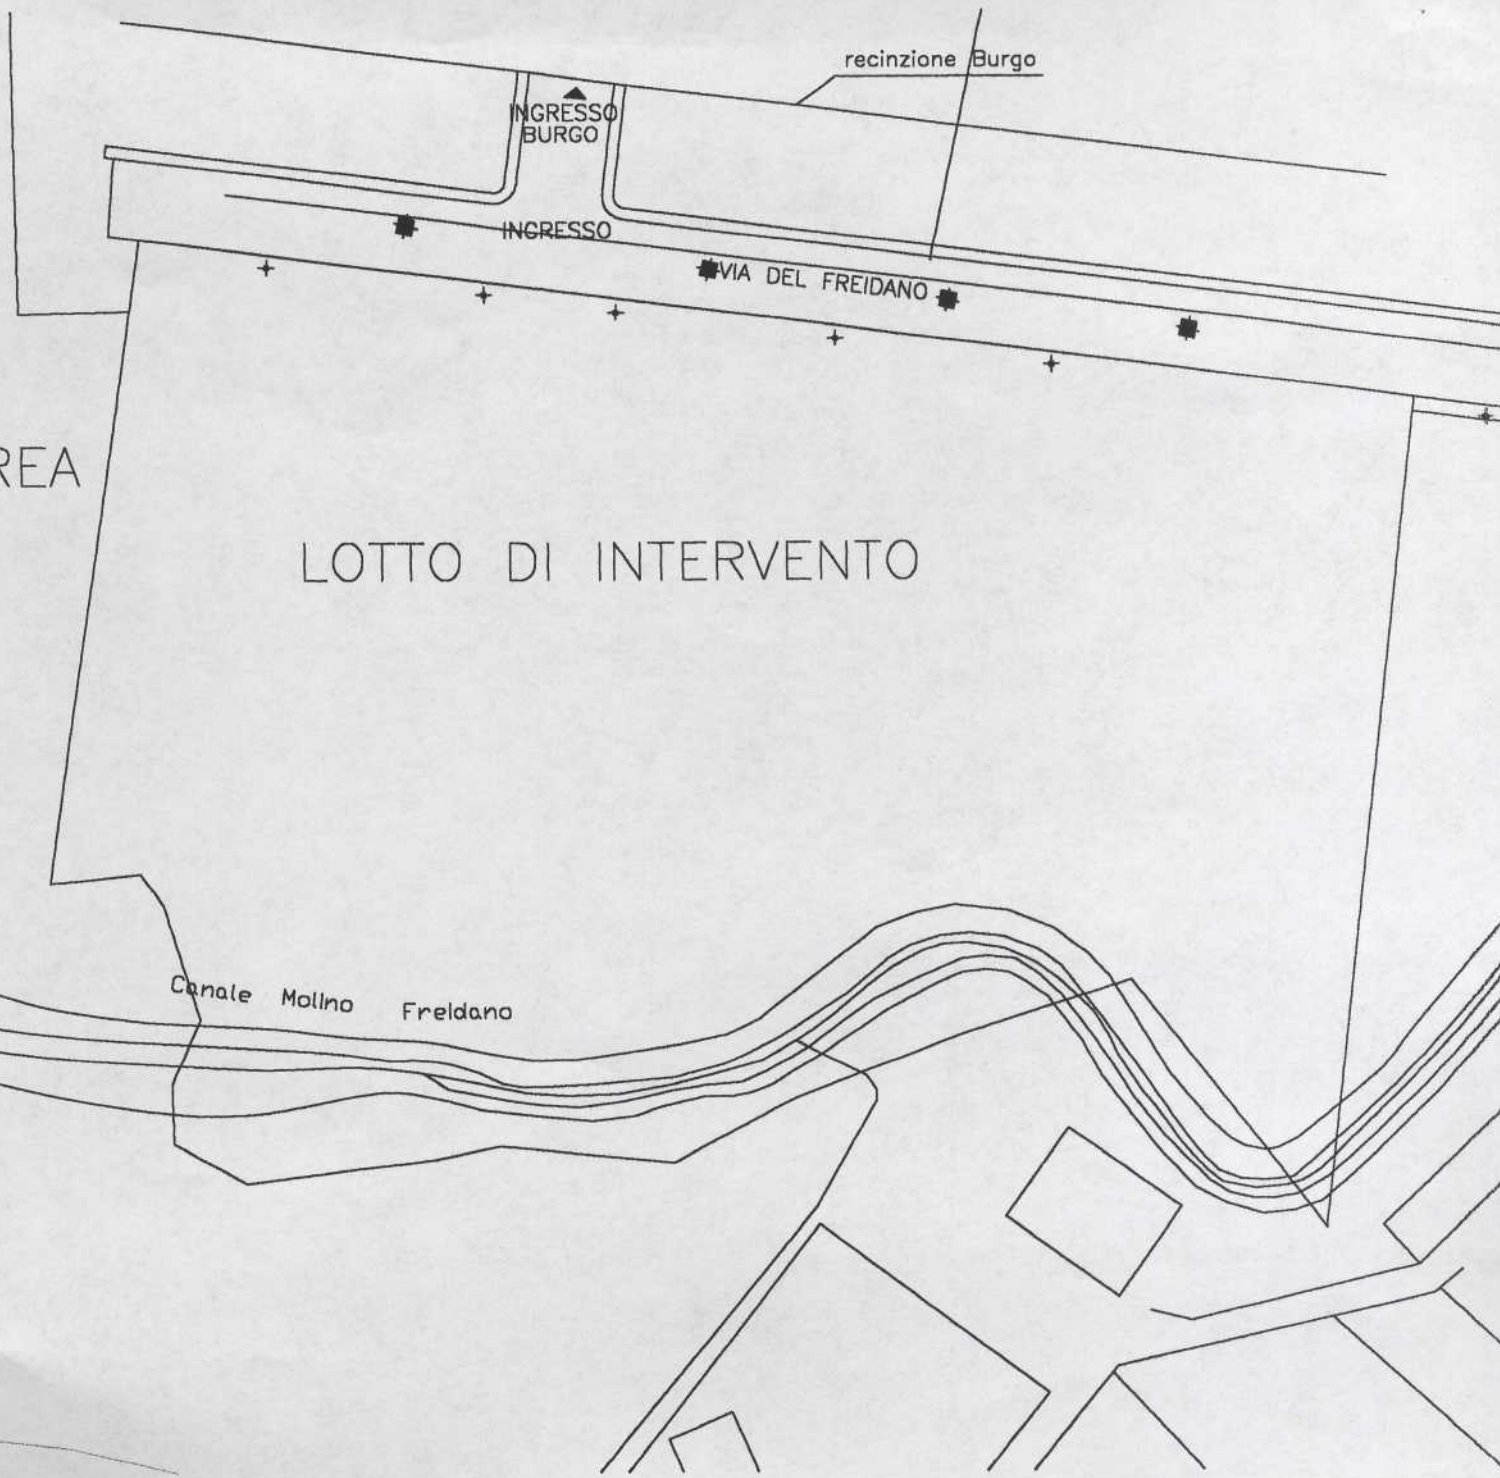 recinzione Burgo
INGRESSO
BURGO
INGRESSO
VIA DEL FREIDANO
REA
LOTTO DI INTERVENTO
Canale Molino Freidano